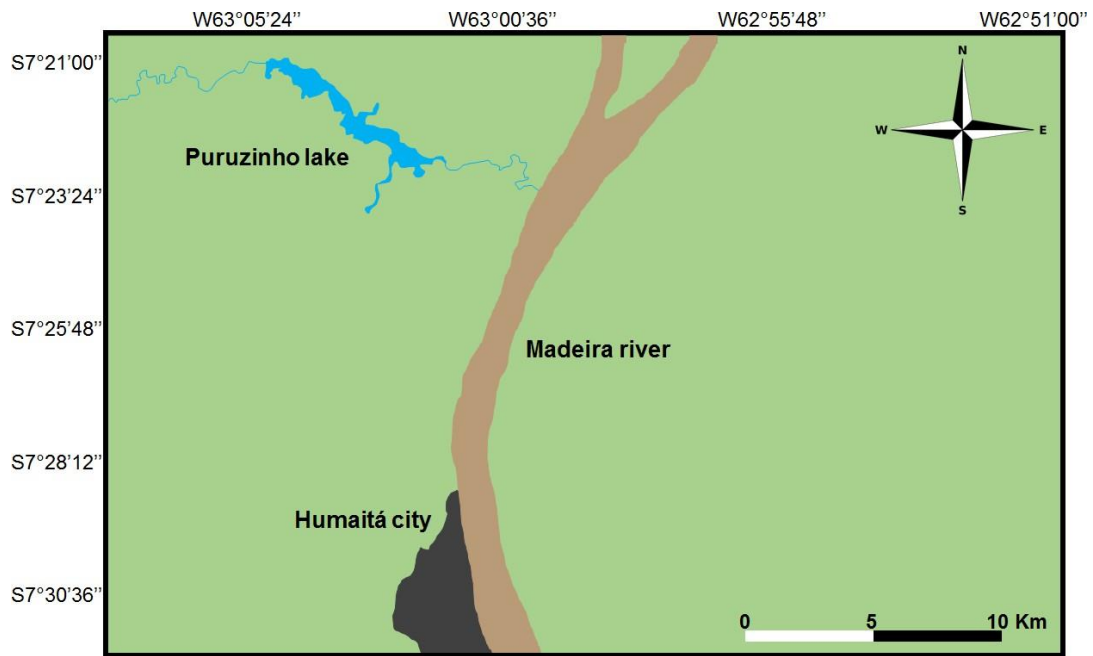 W63°05'24’’ W63°00'36’’ W62°55'48’’ W62°51'00’’
S7°21'00’’
N
W E
S
Puruzinho lake
S7°23'24’’
S7°25'48’’
Madeira river
S7°28'12’’
Humaitá city
S7°30'36’’
0 5 10 Km